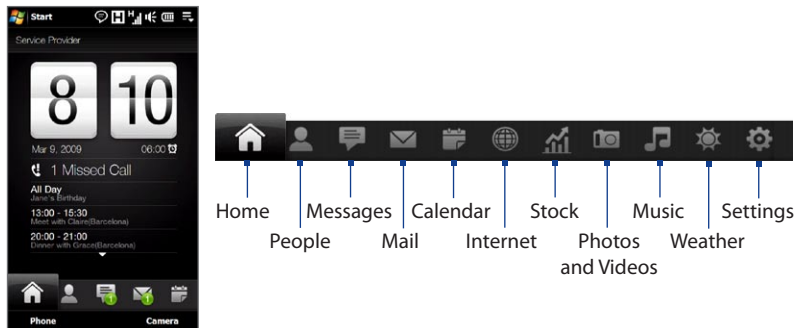 Start
H
H
Service Provider
8 10
Mar 9, 2009 06:00
1 Missed Call
All Day
Jane's Birthday
13:00 - 15:30
Meet with Claire(Barcelona)
20:00 - 21:00
Dinner with Grace(Barcelona)
1 1
Phone Camera
Home Messages Calendar Stock Music Settings
People Mail Internet Photos and Videos Weather